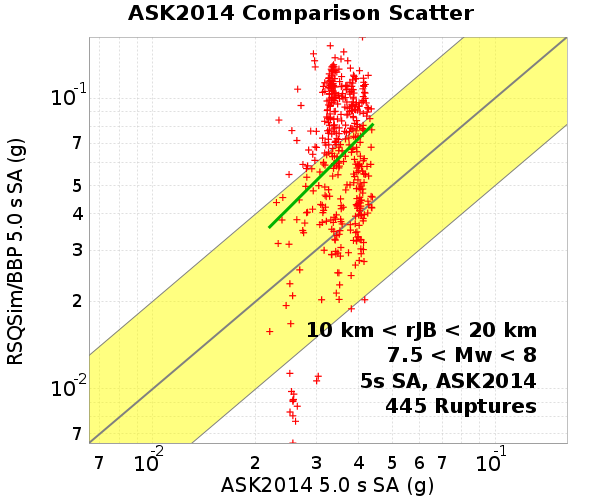 ASK2014 Comparison Scatter
RSQSim/BBP 5.0 s SA (g)
10⁻¹
7
5
4
3
2
10⁻²
7
10 km < rJB < 20 km
7.5 < Mw < 8
5s SA, ASK2014
445 Ruptures
7 10⁻² 2 3 4 5 6 7 10⁻¹
ASK2014 5.0 s SA (g)